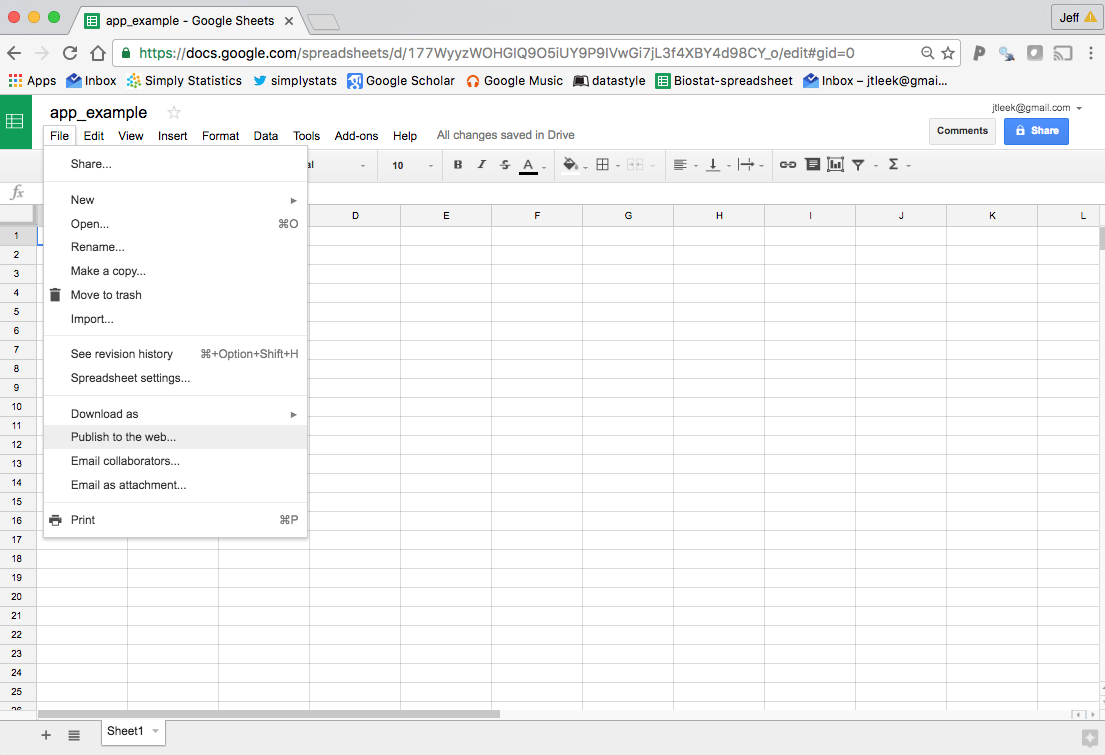 app_example - Google Sheets
Jeff
https://docs.google.com/spreadsheets/d/177WyyzWOHGIQ9O5iUY9P9IVwGi7jL3f4XBY4d98CY_o/edit#gid=0
Apps Inbox Simply Statistics simplystats Google Scholar Google Music datastyle Biostat-spreadsheet Inbox – jtleek@gmai...
app_example
jtleek@gmail.com
File Edit View Insert Format Data Tools Add-ons Help All changes saved in Drive
Comments Share
10 B I S A Σ
fx
Share...
New
Open... ⌘O
Rename...
Make a copy...
Move to trash
Import...
See revision history ⌘+Option+Shift+H
Spreadsheet settings...
Download as
Publish to the web...
Email collaborators...
Email as attachment...
Print ⌘P
D E F G H I J K L
1
2
3
4
5
6
7
8
9
10
11
12
13
14
15
16
17
18
19
20
21
22
23
24
25
26
+ Sheet1